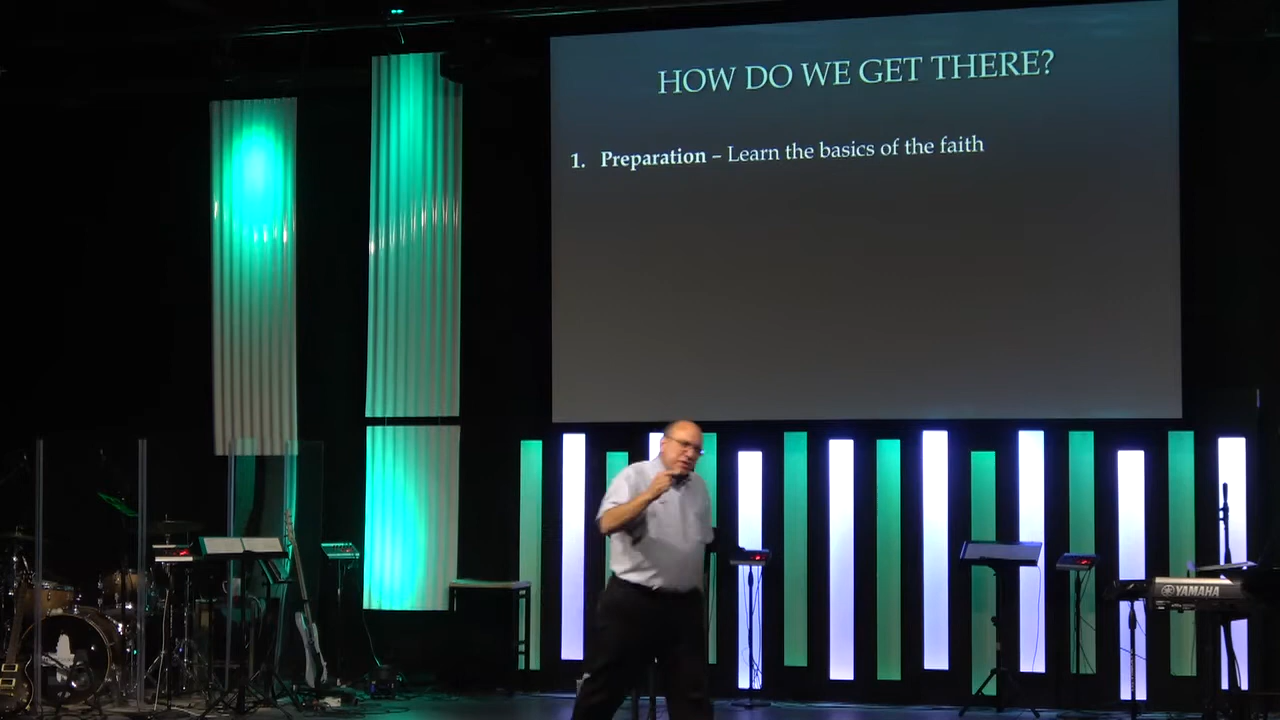 HOW DO WE GET THERE?
1. Preparation – Learn the basics of the faith
YAMAHA